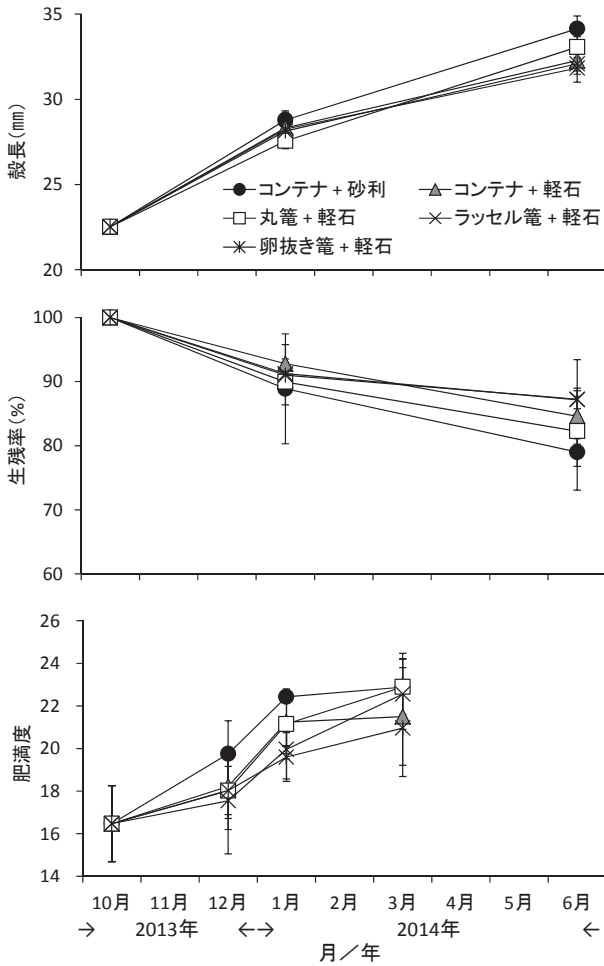 35
30
25
20
殻長(㎜)
コンテナ + 砂利
コンテナ + 軽石
丸篭 + 軽石
ラッセル篭 + 軽石
卵抜き篭 + 軽石
100
90
80
70
60
生残率(%)
26
24
22
20
18
16
14
肥満度
10月 11月 12月 1月 2月 3月 4月 5月 6月
→ 2013年 ←→ 2014年 ←
月／年